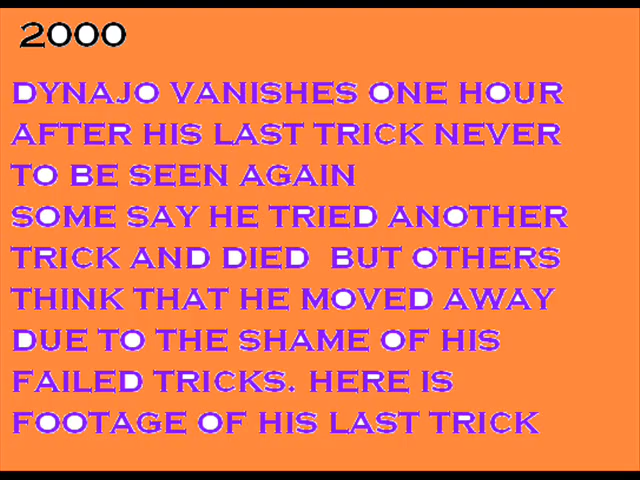 2000
DYNAJO VANISHES ONE HOUR
AFTER HIS LAST TRICK NEVER
TO BE SEEN AGAIN
SOME SAY HE TRIED ANOTHER
TRICK AND DIED  BUT OTHERS
THINK THAT HE MOVED AWAY
DUE TO THE SHAME OF HIS
FAILED TRICKS. HERE IS
FOOTAGE OF HIS LAST TRICK